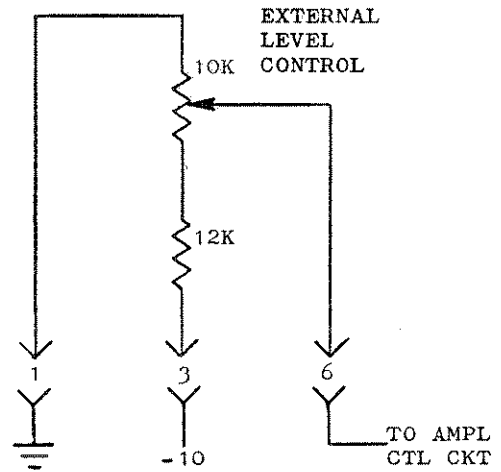 EXTERNAL
LEVEL
CONTROL
10K
12K
1
3
6
-10
TO AMPL
CTL CKT